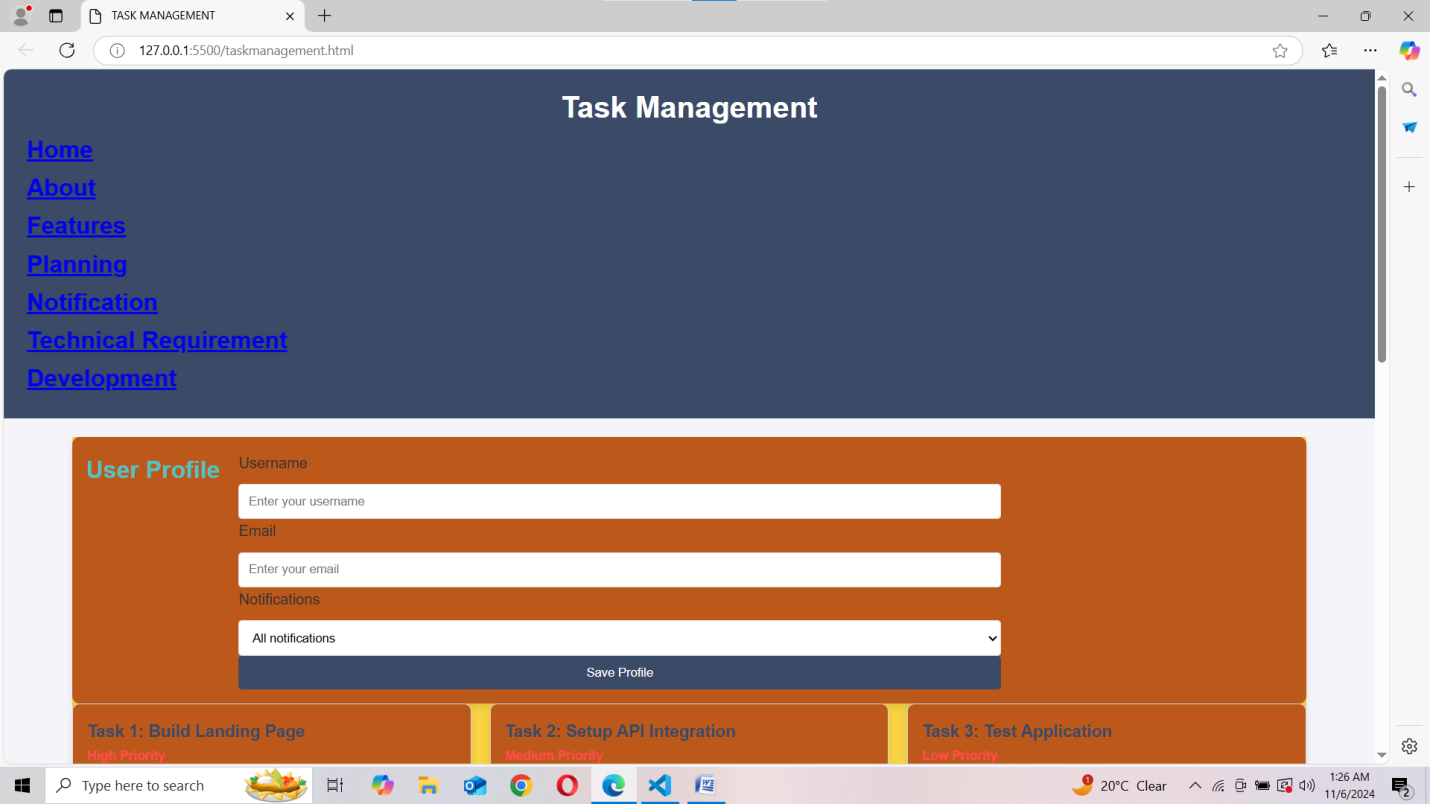 TASK MANAGEMENT
127.0.0.1:5500/taskmanagement.html
Task Management
Home
About
Features
Planning
Notification
Technical Requirement
Development
User Profile
Username
Enter your username
Email
Enter your email
Notifications
All notifications
Save Profile
Task 1: Build Landing Page
High Priority
Task 2: Setup API Integration
Medium Priority
Task 3: Test Application
Low Priority
Type here to search
1
20°C Clear
1:26 AM
11/6/2024
2